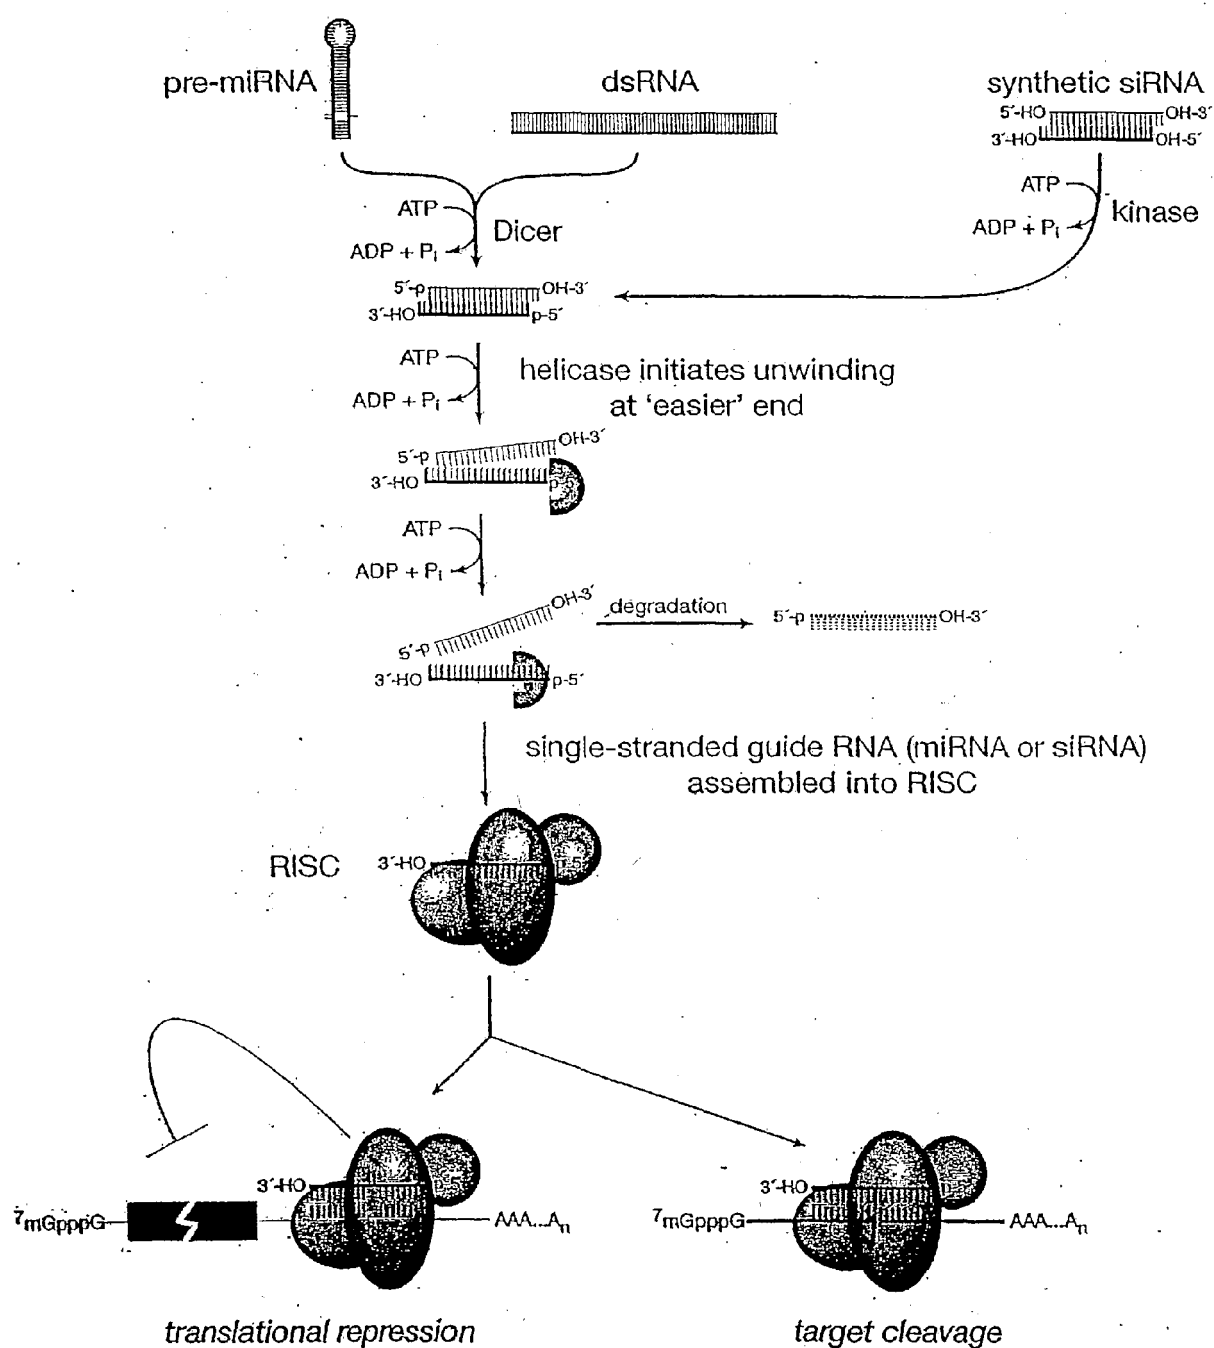 pre-miRNA
dsRNA
synthetic siRNA
5´-HO
OH-3´
3´-HO
OH-5´
ATP
Dicer
ADP + Pi
ATP
kinase
ADP + Pi
5´-p
OH-3´
3´-HO
p-5´
ATP
ADP + Pi
helicase initiates unwinding
at ‘easier’ end
5´-p
OH-3´
3´-HO
p-5´
ATP
ADP + Pi
5´-p
OH-3´
3´-HO
p-5´
degradation
5´-p
OH-3´
single-stranded guide RNA (miRNA or siRNA)
assembled into RISC
RISC
3´-HO
3´-HO
7mGpppG
AAA...An
translational repression
3´-HO
7mGpppG
AAA...An
target cleavage